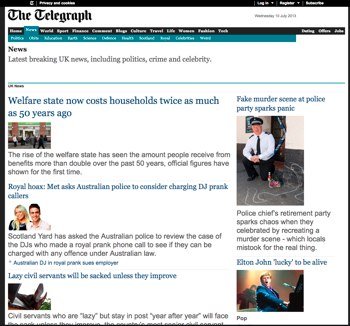 Privacy and cookies
Log in
Register
Subscribe
The Telegraph
Wednesday 10 July 2013
Home News World Sport Finance Comment Blog Culture Travel Life Women Fashion Luxury Tech
Dating Offers Jobs
Politics Obits Education Earth Science Defence Health Scotland Royal Celebrities Weird
News
Latest breaking UK news, including politics, crime and celebrity.
UK News
Welfare state now costs households twice as much
as 50 years ago
The rise of the welfare state has seen the amount people receive from
benefits more than double over the past 50 years, official figures
have shown for the first time.
Royal hoax: Met asks Australian police to consider charging DJ prank
callers
Scotland Yard has asked the Australian police to review the case
of the DJs who made a royal prank phone call to see if they can be
charged with any offence under Australian law.
Australian DJ in royal prank sues employer
Lazy civil servants will be sacked unless they improve
Civil servants who are "lazy" but stay in post "year after year" will
Fake murder scene at police
party sparks panic
Police chief's retirement party
sparks chaos when they
celebrated by recreating a
murder scene - which locals
mistook for the real thing.
Elton John 'lucky' to be alive
Pop